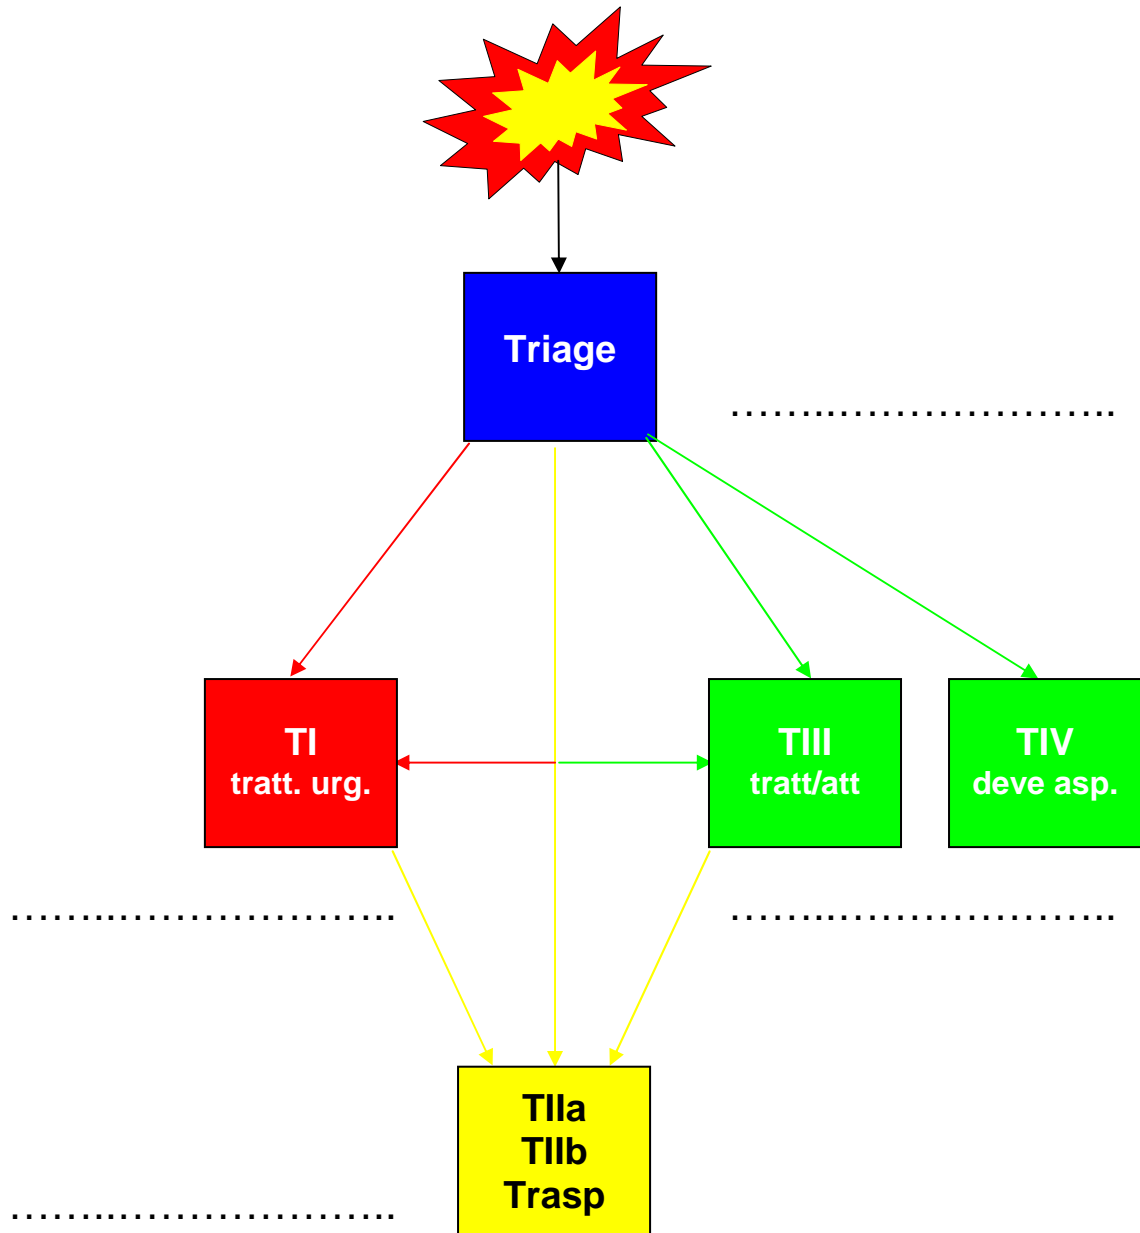 Triage
...........................
TI
tratt. urg.
TIII
tratt/att
TIV
deve asp.
...........................
...........................
TIIa
TIIb
Trasp
...........................